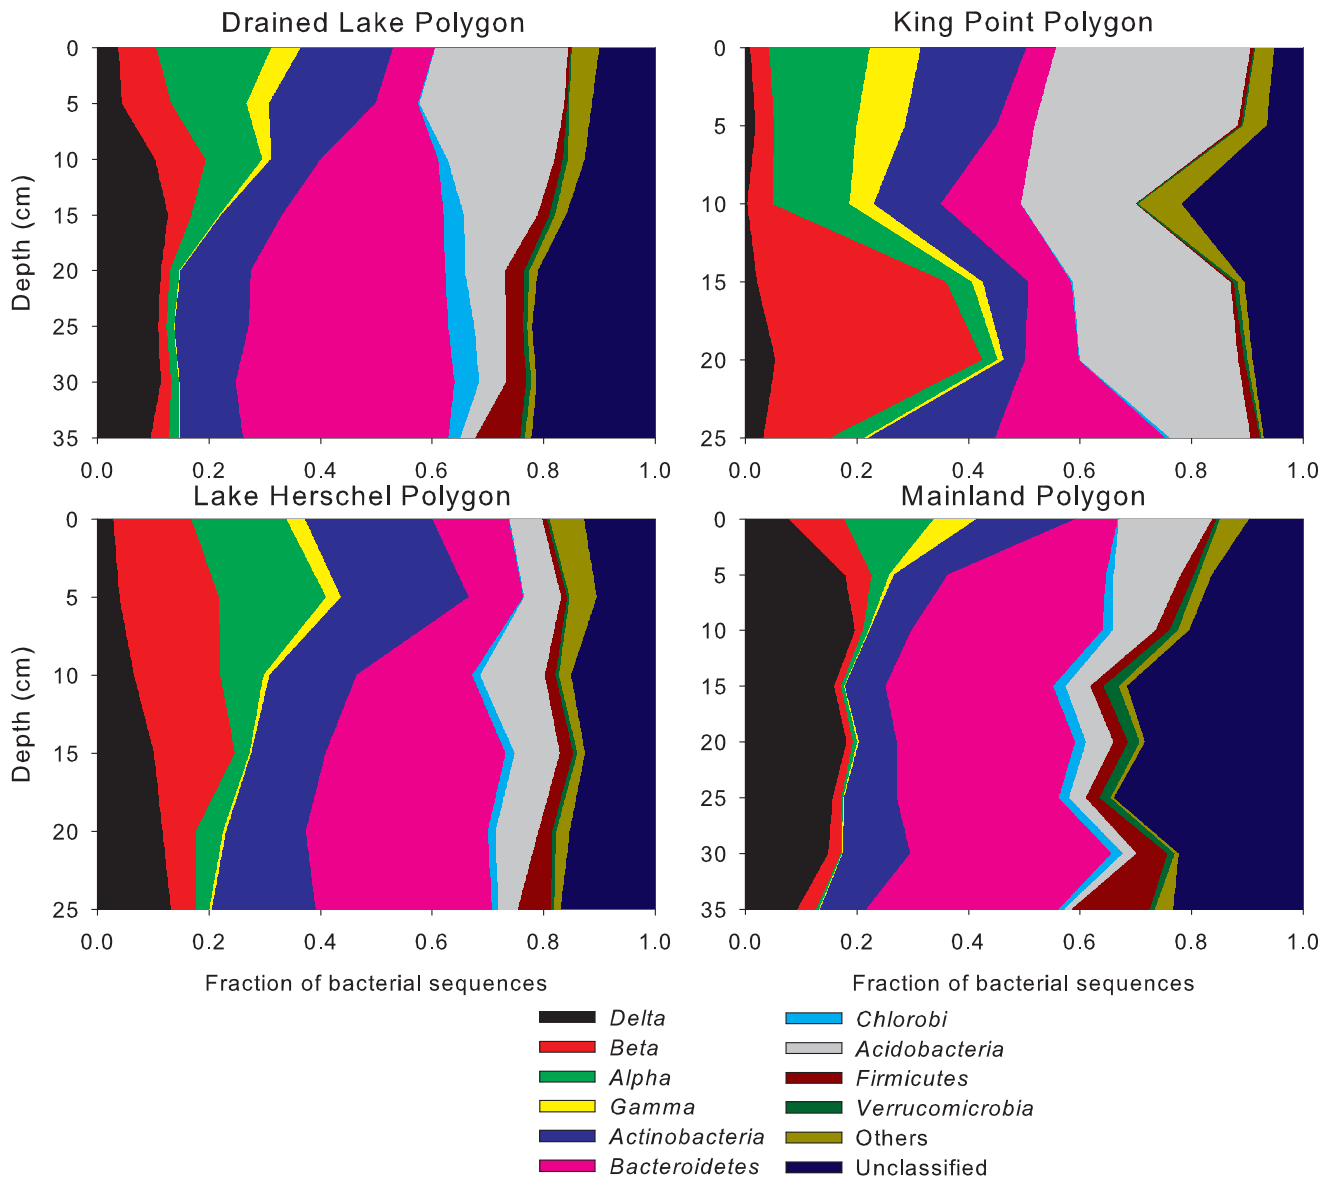 Drained Lake Polygon
0
5
10
15
20
25
30
35
Depth (cm)
0.0 0.2 0.4 0.6 0.8 1.0
King Point Polygon
0
5
10
15
20
25
0.0 0.2 0.4 0.6 0.8 1.0
Lake Herschel Polygon
0
5
10
15
20
25
Depth (cm)
0.0 0.2 0.4 0.6 0.8 1.0
Fraction of bacterial sequences
Mainland Polygon
0
5
10
15
20
25
30
35
0.0 0.2 0.4 0.6 0.8 1.0
Fraction of bacterial sequences
Delta
Beta
Alpha
Gamma
Actinobacteria
Bacteroidetes
Chlorobi
Acidobacteria
Firmicutes
Verrucomicrobia
Others
Unclassified